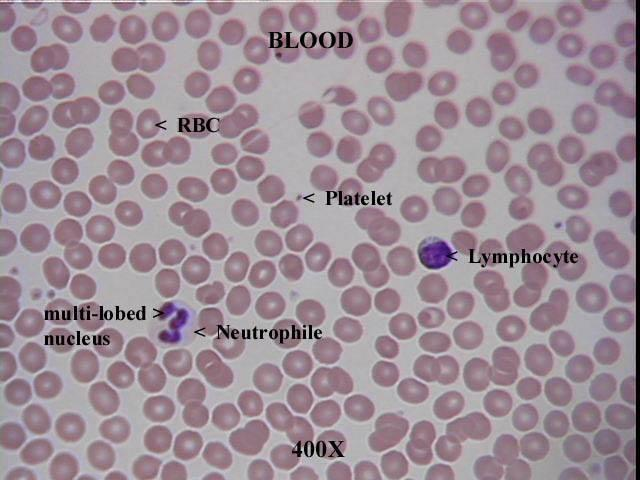 BLOOD
< RBC
< Platelet
< Lymphocyte
multi-lobed >
nucleus
< Neutrophile
400X